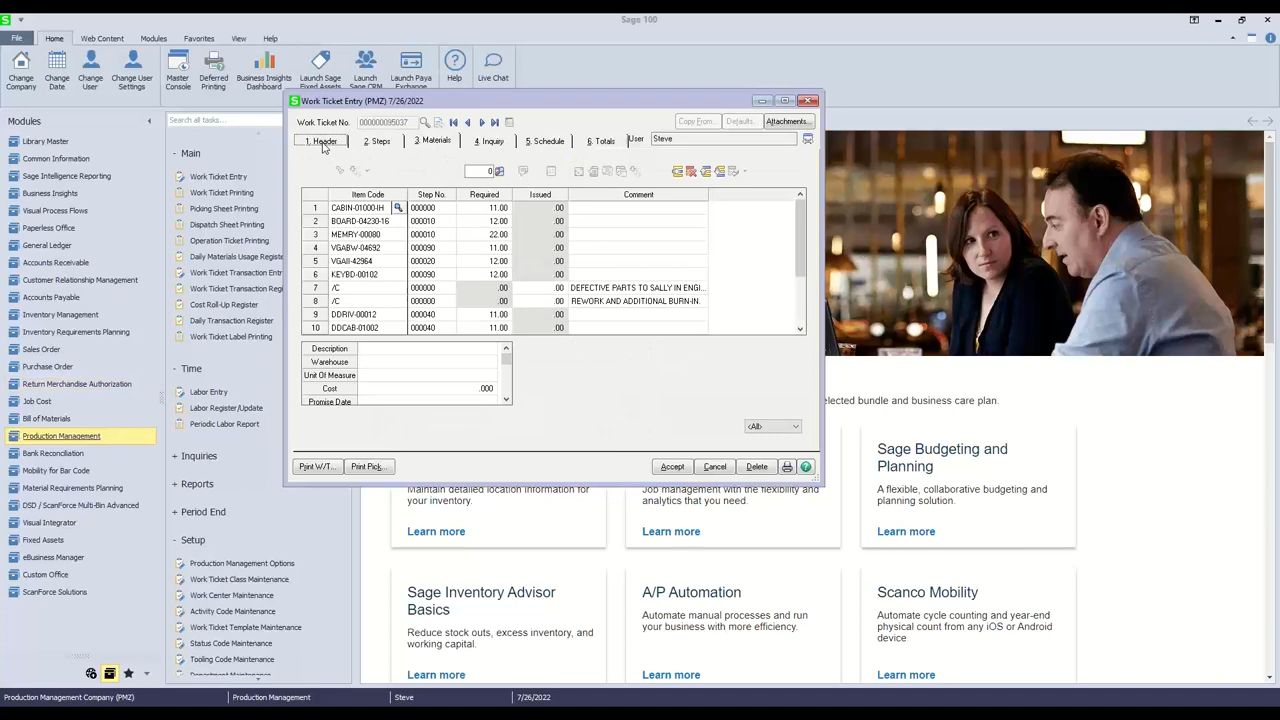 S Sage 100
File Home Web Content Modules Favorites View Help
Change Company
Change Date
Change User
Change User Settings
Master Console
Deferred Printing
Business Insights Dashboard
Launch Sage Fixed Assets
Launch Sage CRM
Launch Paya Exchange
Help
Live Chat
Modules
Library Master
Common Information
Sage Intelligence Reporting
Business Insights
Visual Process Flows
Paperless Office
General Ledger
Accounts Receivable
Customer Relationship Management
Accounts Payable
Inventory Management
Inventory Requirements Planning
Sales Order
Purchase Order
Return Merchandise Authorization
Job Cost
Bill of Materials
Production Management
Bank Reconciliation
Mobility for Bar Code
Material Requirements Planning
DSD / ScanForce Multi-Bin Advanced
Visual Integrator
Fixed Assets
eBusiness Manager
Custom Office
ScanForce Solutions
Search all tasks...
- Main
Work Ticket Entry
Work Ticket Printing
Picking Sheet Printing
Dispatch Sheet Printing
Operation Ticket Printing
Daily Materials Usage Registe
Work Ticket Transaction Entr
Work Ticket Transaction Regi
Cost Roll-Up Register
Daily Transaction Register
Work Ticket Label Printing
- Time
Labor Entry
Labor Register/Update
Periodic Labor Report
+ Inquiries
+ Reports
+ Period End
- Setup
Production Management Options
Work Ticket Class Maintenance
Work Center Maintenance
Activity Code Maintenance
Work Ticket Template Maintenance
Status Code Maintenance
Tooling Code Maintenance
Department Maintenance
S Work Ticket Entry (PMZ) 7/26/2022
Work Ticket No. 000000095037 Copy From... Defaults... Attachments...
1. Header 2. Steps 3. Materials 4. Inquiry 5. Schedule 6. Totals User Steve
0
Item Code Step No. Required Issued Comment
1 CABIN-01000-IH 000000 11.00 .00
2 BOARD-04230-16 000010 12.00 .00
3 MEMRY-00080 000010 22.00 .00
4 VGABW-04692 000090 11.00 .00
5 VGAII-42964 000020 12.00 .00
6 KEYBD-00102 000090 12.00 .00
7 /C 000000 .00 .00 DEFECTIVE PARTS TO SALLY IN ENGI...
8 /C 000000 .00 .00 REWORK AND ADDITIONAL BURN-IN.
9 DDRIV-00012 000040 11.00 .00
10 DDCAB-01002 000040 11.00 .00
Description
Warehouse
Unit Of Measure
Cost .000
Promise Date
<All>
Print W/T... Print Pick... Accept Cancel Delete
elected bundle and business care plan.
Maintain detailed location information for your inventory.
Learn more
Job management with the flexibility and analytics that you need.
Learn more
Sage Budgeting and Planning
A flexible, collaborative budgeting and planning solution.
Learn more
Sage Inventory Advisor Basics
Reduce stock outs, excess inventory, and working capital.
Learn more
A/P Automation
Automate manual processes and run your business with more efficiency.
Learn more
Scanco Mobility
Automate cycle counting and year-end physical count from any iOS or Android device.
Learn more
Production Management Company (PMZ) Production Management Steve 7/26/2022